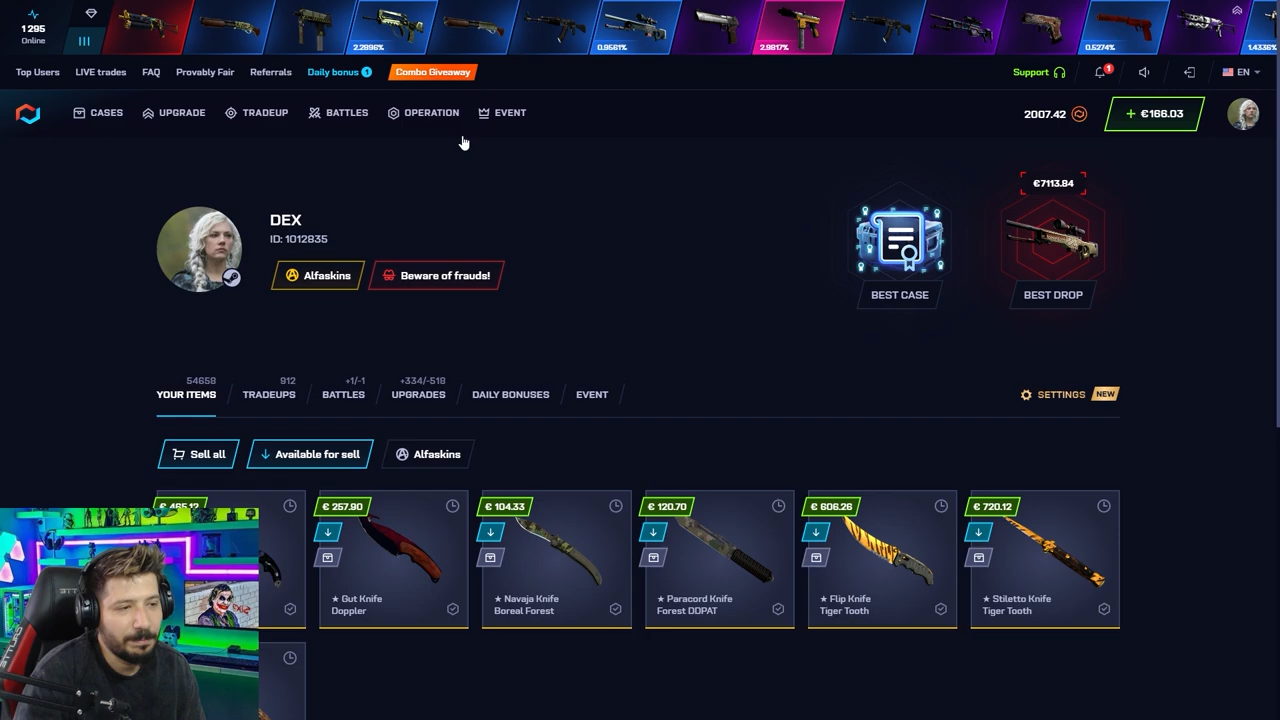 1 295
Online
2.2896%
0.9561%
2.9817%
0.5274%
1.4336%
Top Users
LIVE trades
FAQ
Provably Fair
Referrals
Daily bonus 1
Combo Giveaway
Support
1
EN
CASES
UPGRADE
TRADEUP
BATTLES
OPERATION
EVENT
2007.42
+ €166.03
DEX
ID: 1012835
Alfaskins
Beware of frauds!
BEST CASE
€7113.84
BEST DROP
54658
YOUR ITEMS
912
TRADEUPS
+1/-1
BATTLES
+334/-518
UPGRADES
DAILY BONUSES
EVENT
SETTINGS
NEW
Sell all
Available for sell
Alfaskins
€ 465.12
€ 257.90
★ Gut Knife
Doppler
€ 104.33
★ Navaja Knife
Boreal Forest
€ 120.70
★ Paracord Knife
Forest DDPAT
€ 606.26
★ Flip Knife
Tiger Tooth
€ 720.12
★ Stiletto Knife
Tiger Tooth